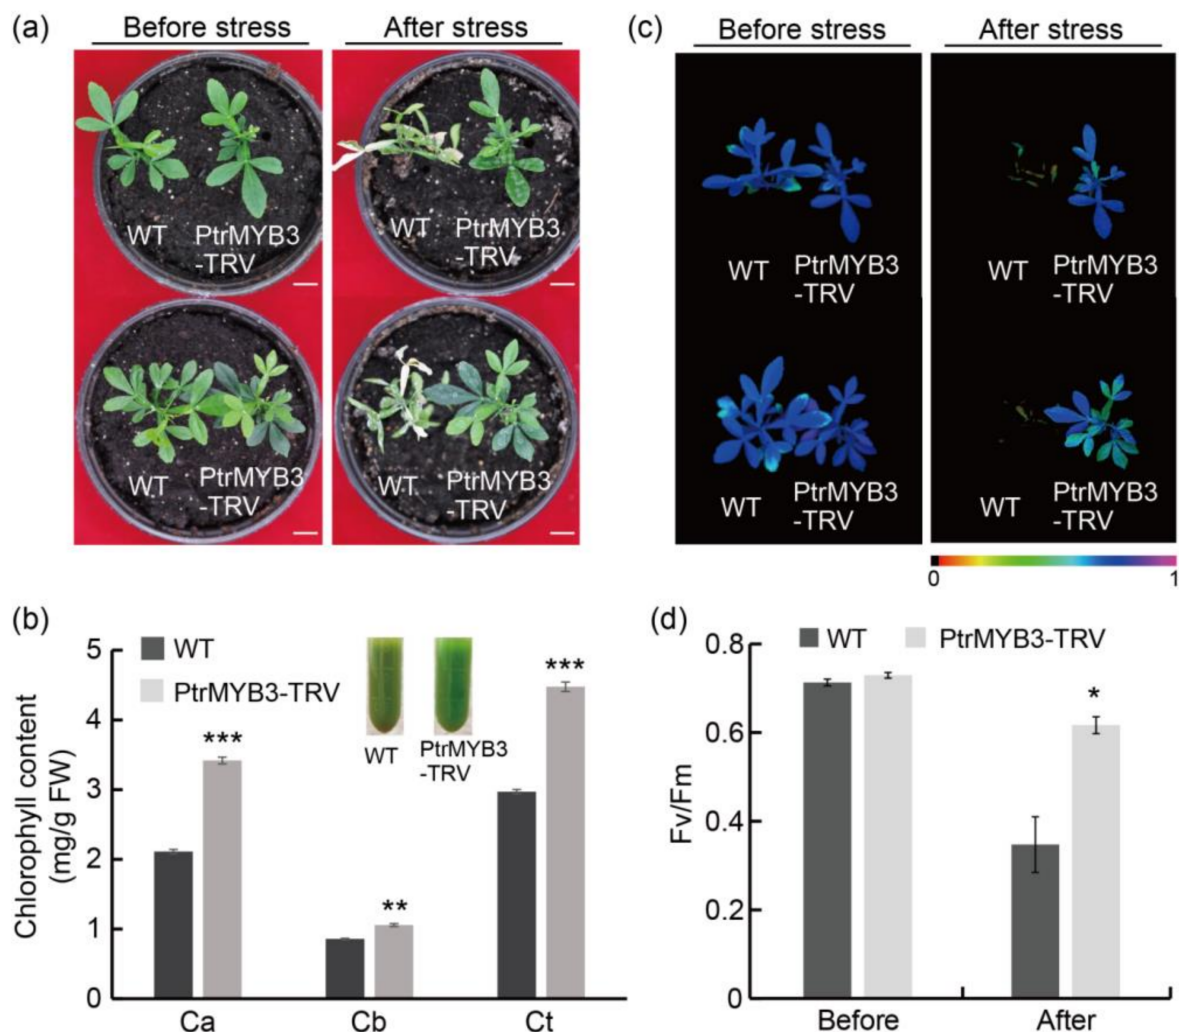 (a)
Before stress
After stress
WT
PtrMYB3
-TRV
WT
PtrMYB3
-TRV
WT
PtrMYB3
-TRV
WT
PtrMYB3
-TRV
(c)
Before stress
After stress
WT
PtrMYB3
-TRV
WT
PtrMYB3
-TRV
WT
PtrMYB3
-TRV
WT
PtrMYB3
-TRV
0
1
(b)
Chlorophyll content
(mg/g FW)
5
4
3
2
1
0
WT
PtrMYB3-TRV
WT
PtrMYB3
-TRV
***
**
***
Ca
Cb
Ct
(d)
Fv/Fm
0.8
0.6
0.4
0.2
0
WT
PtrMYB3-TRV
*
Before
After